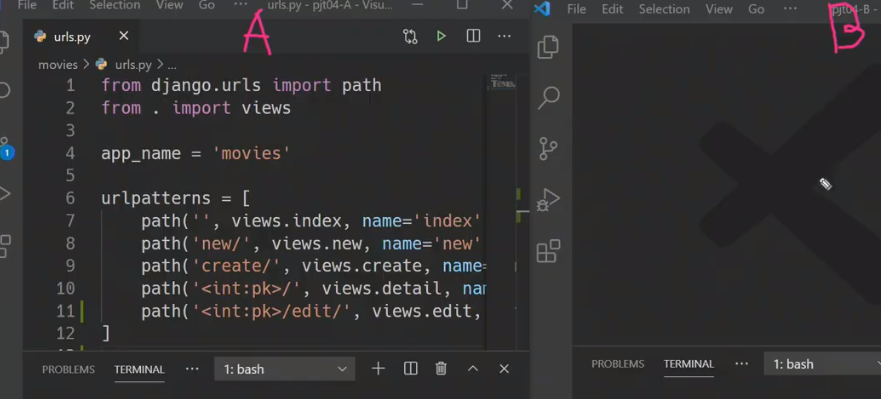 File Edit Selection View Go ··· urls.py - pjt04-A - Visu...
A
File Edit Selection View Go ··· pjt04-B -
B
urls.py
movies > urls.py > ...
1 from django.urls import path
2 from . import views
3
4 app_name = 'movies'
5
6 urlpatterns = [
7 path('', views.index, name='index'
8 path('new/', views.new, name='new'
9 path('create/', views.create, name=
10 path('<int:pk>/', views.detail, nam
11 path('<int:pk>/edit/', views.edit,
12 ]
1
PROBLEMS TERMINAL ··· 1: bash
PROBLEMS TERMINAL ··· 1: bash